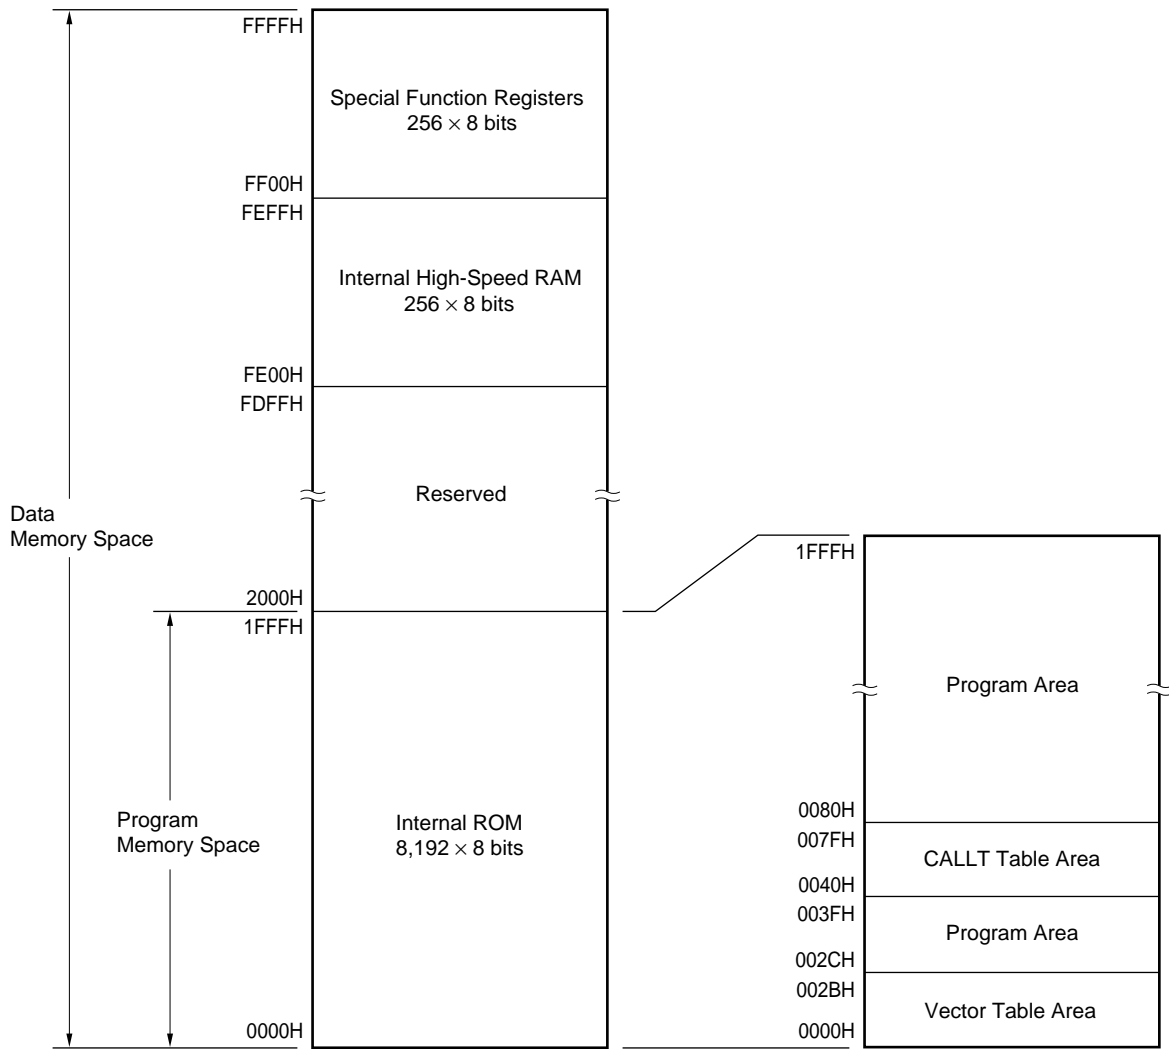 FFFFH
Special Function Registers
256 × 8 bits
FF00H
FEFFH
Internal High-Speed RAM
256 × 8 bits
FE00H
FDFFH
Reserved
Data
Memory Space
2000H
1FFFH
Program
Memory Space
Internal ROM
8,192 × 8 bits
0000H
1FFFH
Program Area
0080H
007FH
CALLT Table Area
0040H
003FH
Program Area
002CH
002BH
Vector Table Area
0000H